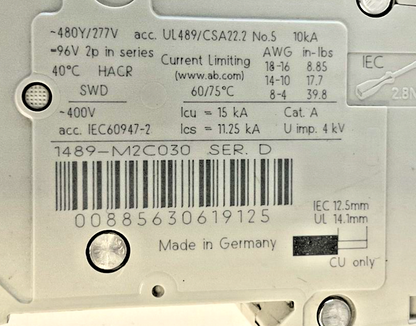 ~480Y/277V acc. UL489/CSA22.2 No.5 10kA
=96V 2p in series Current Limiting AWG in-lbs
40°C HACR (www.ab.com) 18-16 8.85
14-10 17.7
SWD 60/75°C 8-4 39.8
IEC
2.8N
~400V Icu = 15 kA Cat. A
acc. IEC60947-2 Ics = 11.25 kA U imp. 4 kV
1489-M2C030 SER. D
00885630619125
IEC 12.5mm
UL 14.1mm
Made in Germany
CU only